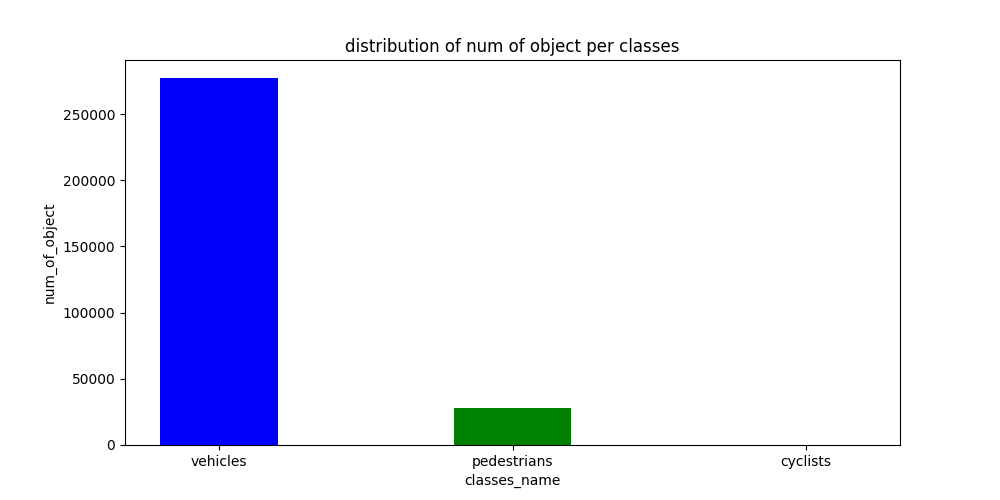 distribution of num of object per classes
num_of_object
250000
200000
150000
100000
50000
0
vehicles
pedestrians
cyclists
classes_name